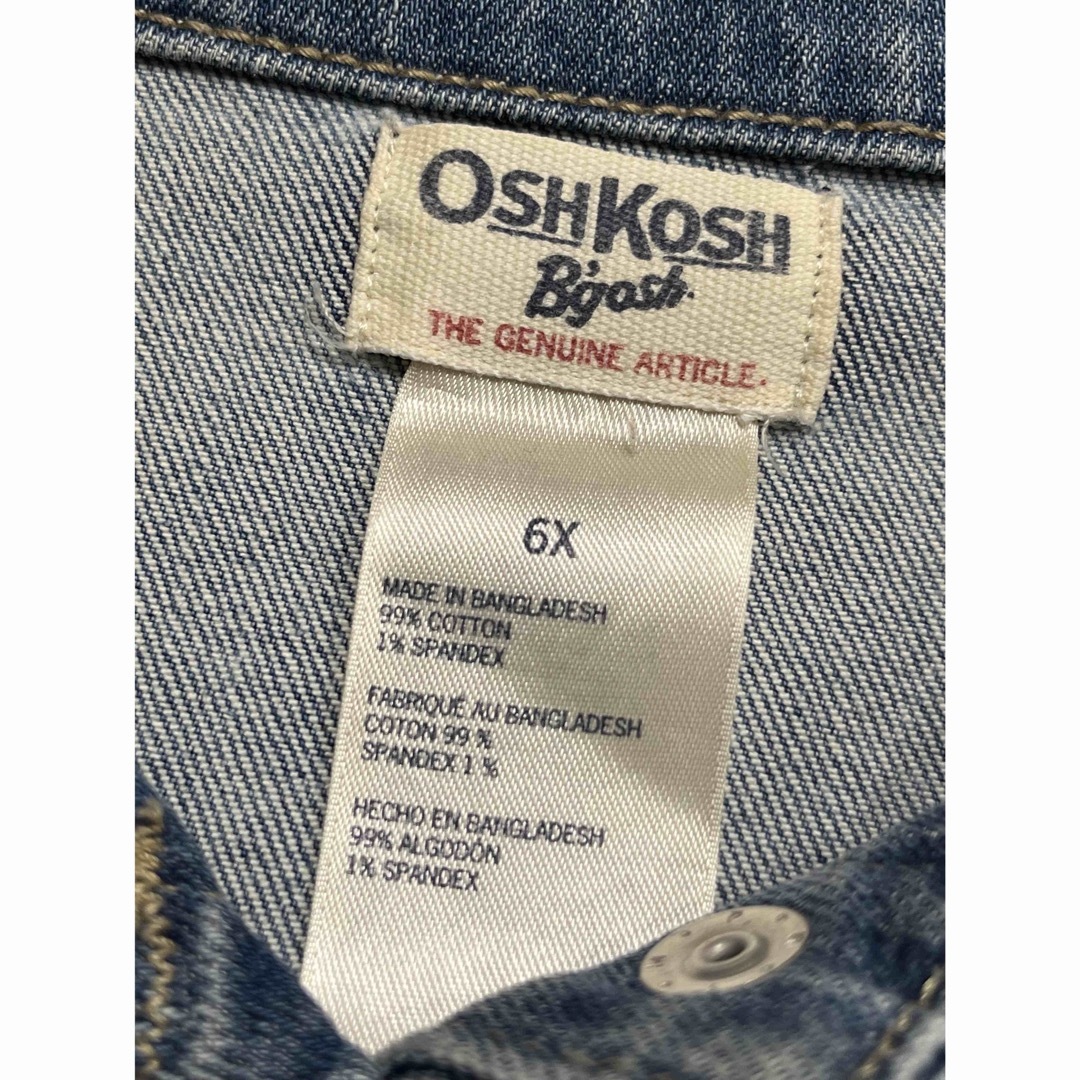 OSHKOSH
B'gosh.
THE GENUINE ARTICLE.
6X
MADE IN BANGLADESH
99% COTTON
1% SPANDEX
FABRIQUÉ AU BANGLADESH
COTON 99 %
SPANDEX 1 %
HECHO EN BANGLADESH
99% ALGODÓN
1% SPANDEX